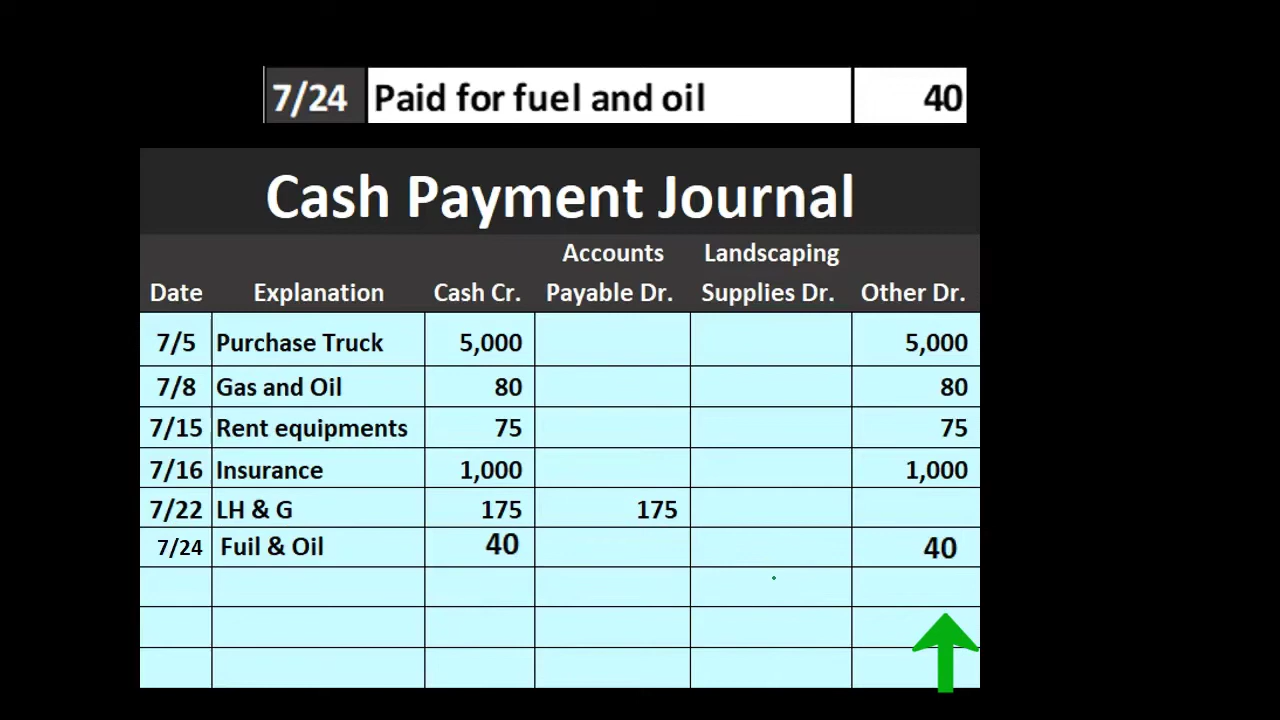 7/24 Paid for fuel and oil 40
Cash Payment Journal
Accounts Landscaping
Date Explanation Cash Cr. Payable Dr. Supplies Dr. Other Dr.
7/5 Purchase Truck 5,000 5,000
7/8 Gas and Oil 80 80
7/15 Rent equipments 75 75
7/16 Insurance 1,000 1,000
7/22 LH & G 175 175
7/24 Fuil & Oil 40 40